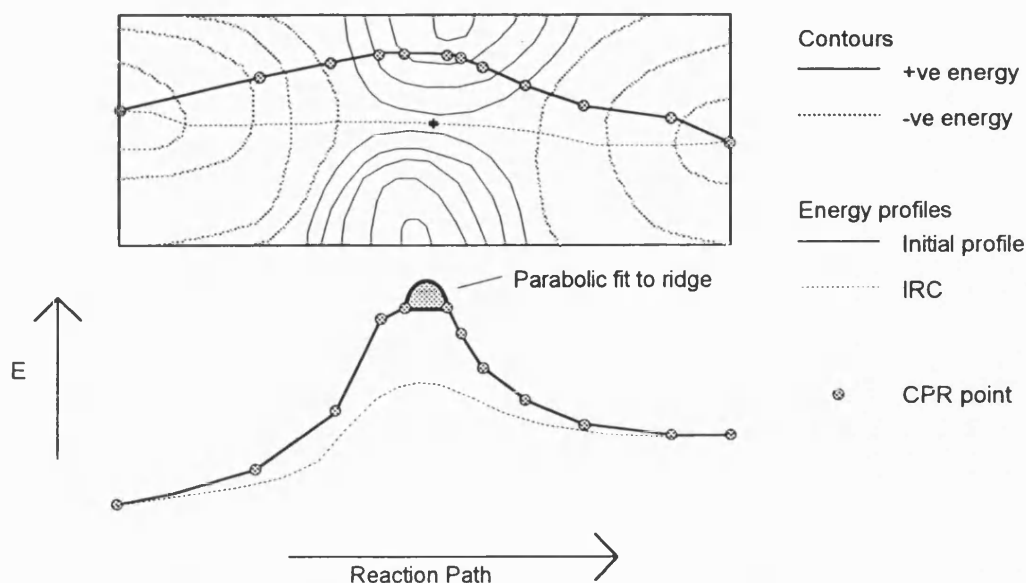 Contours
+ve energy
-ve energy
Energy profiles
Initial profile
IRC
Parabolic fit to ridge
E
CPR point
Reaction Path